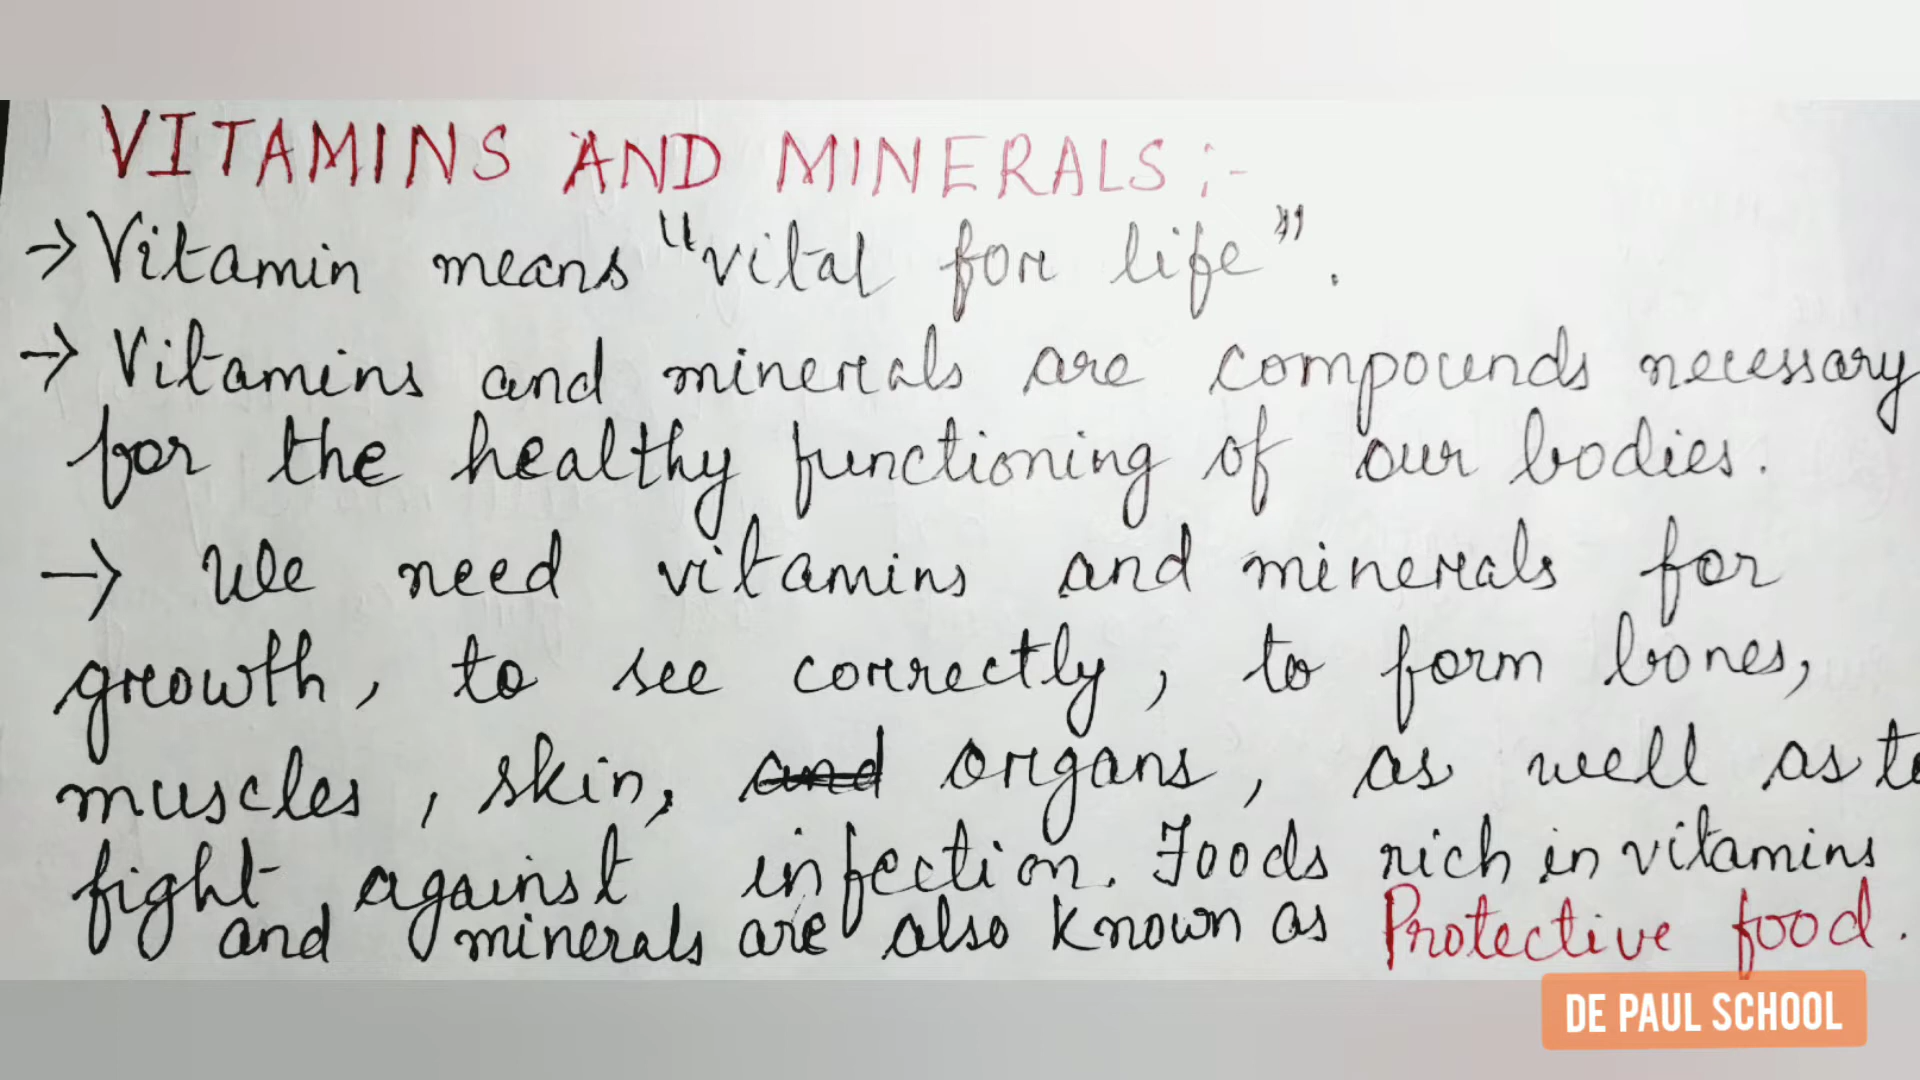 VITAMINS AND MINERALS :-
→ Vitamin means "vital for life".
→ Vitamins and minerals are compounds necessary
for the healthy functioning of our bodies.
→ We need vitamins and minerals for
growth, to see correctly, to form bones,
muscles, skin, and organs, as well as to
fight against infection. Foods rich in vitamins
and minerals are also known as Protective food.
DE PAUL SCHOOL